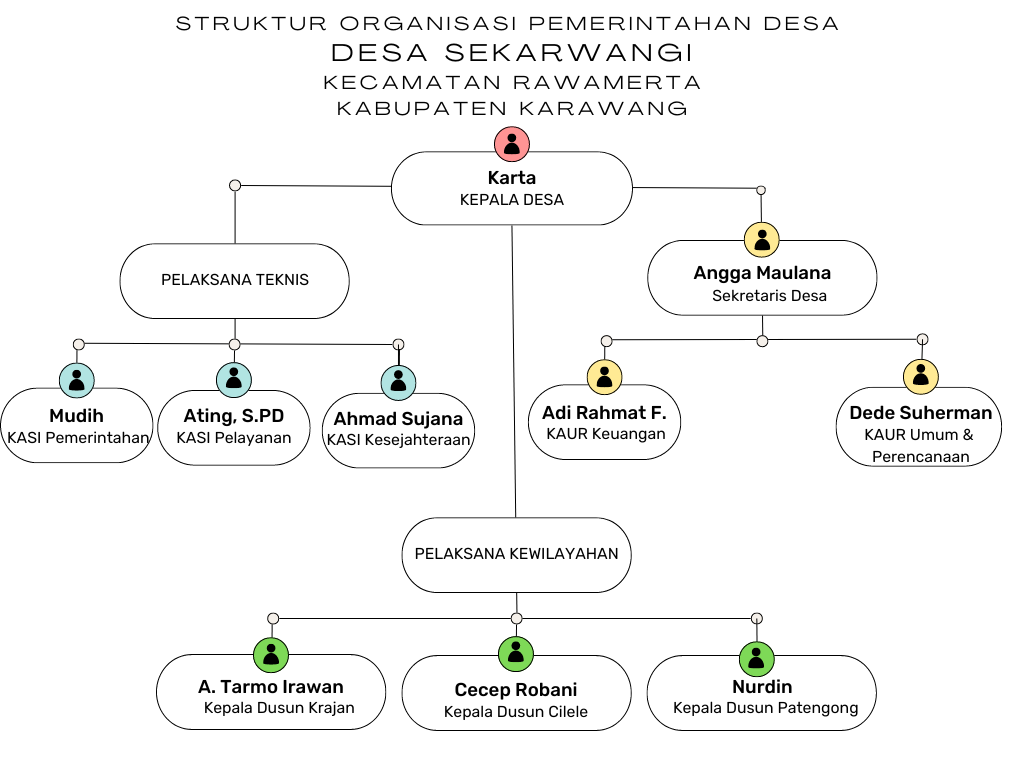 STRUKTUR ORGANISASI PEMERINTAHAN DESA
DESA SEKARWANGI
KECAMATAN RAWAMERTA
KABUPATEN KARAWANG
Karta
KEPALA DESA
PELAKSANA TEKNIS
Angga Maulana
Sekretaris Desa
Mudih
KASI Pemerintahan
Ating, S.PD
KASI Pelayanan
Ahmad Sujana
KASI Kesejahteraan
Adi Rahmat F.
KAUR Keuangan
Dede Suherman
KAUR Umum &
Perencanaan
PELAKSANA KEWILAYAHAN
A. Tarmo Irawan
Kepala Dusun Krajan
Cecep Robani
Kepala Dusun Cilele
Nurdin
Kepala Dusun Patengong